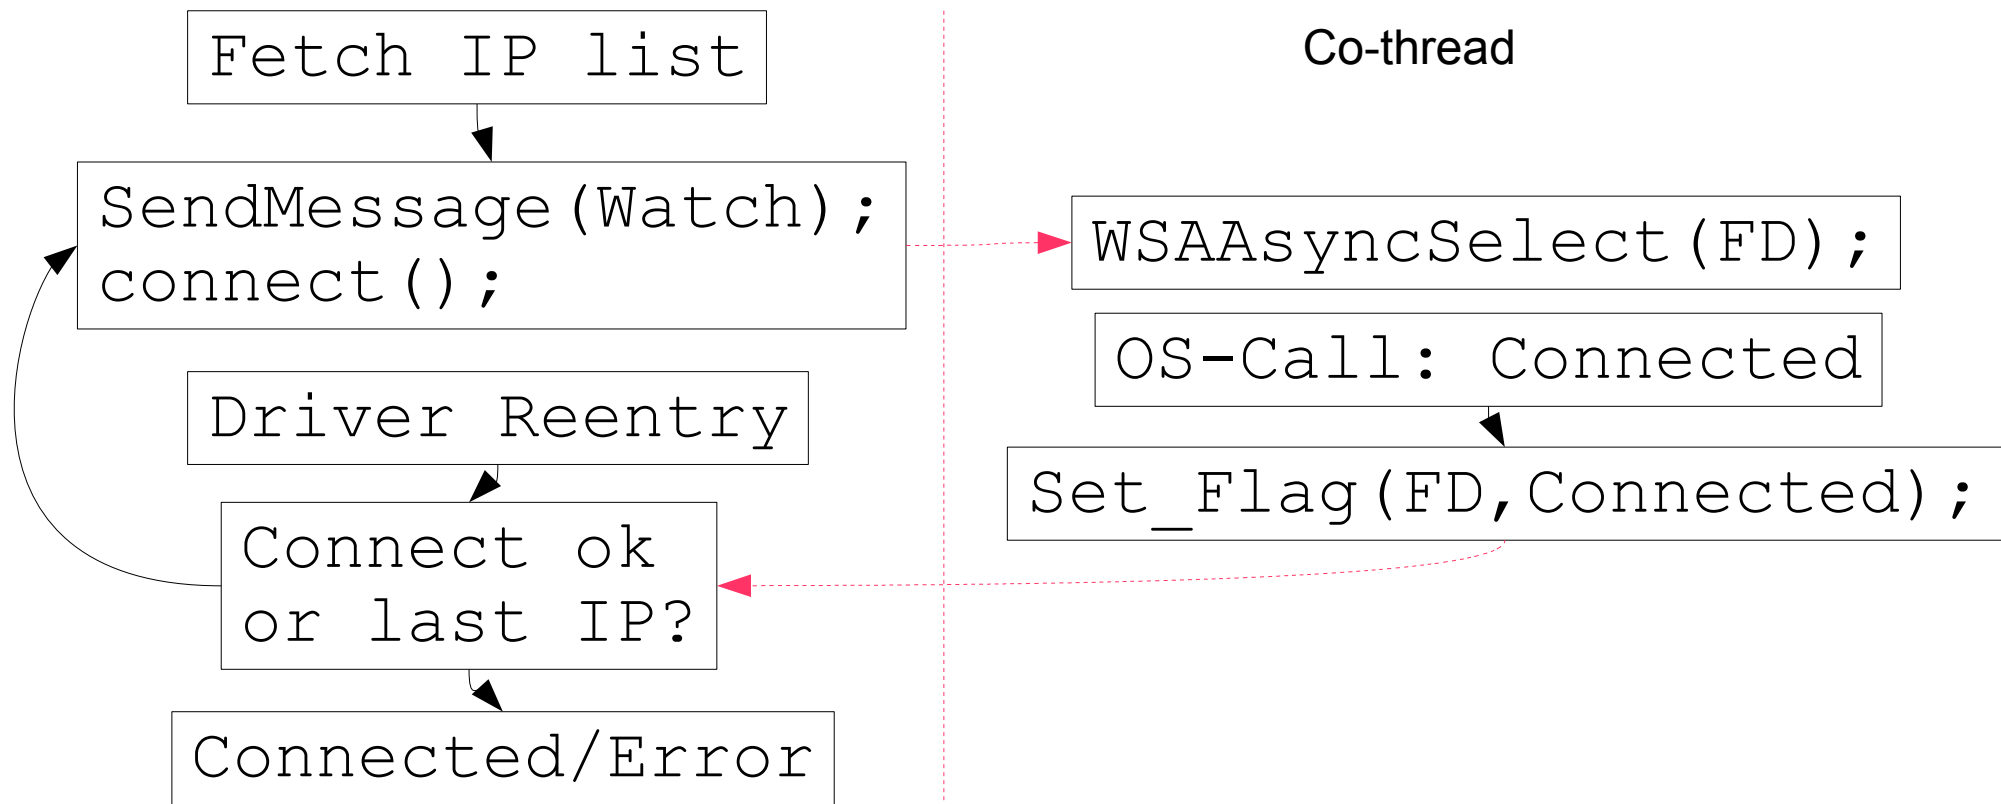 Fetch IP list
SendMessage(Watch);
connect();
Driver Reentry
Connect ok
or last IP?
Connected/Error
Co-thread
WSAAsyncSelect(FD);
OS-Call: Connected
Set_Flag(FD,Connected);